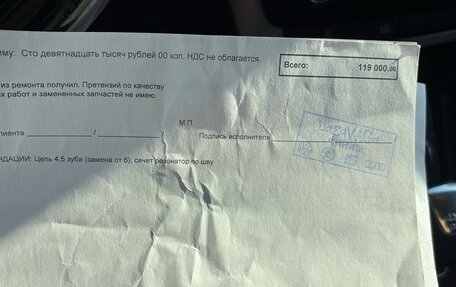 мму: Сто девятнадцать тысяч рублей 00 коп. НДС не облагается.
Всего: 119 000,00
из ремонта получил. Претензий по качеству
х работ и замененных запчастей не имею.
М.П.
лиента / Подпись исполнителя
НДАЦИИ: Цепь 4,5 зуба (замена от 6), сечет резонатор по шву